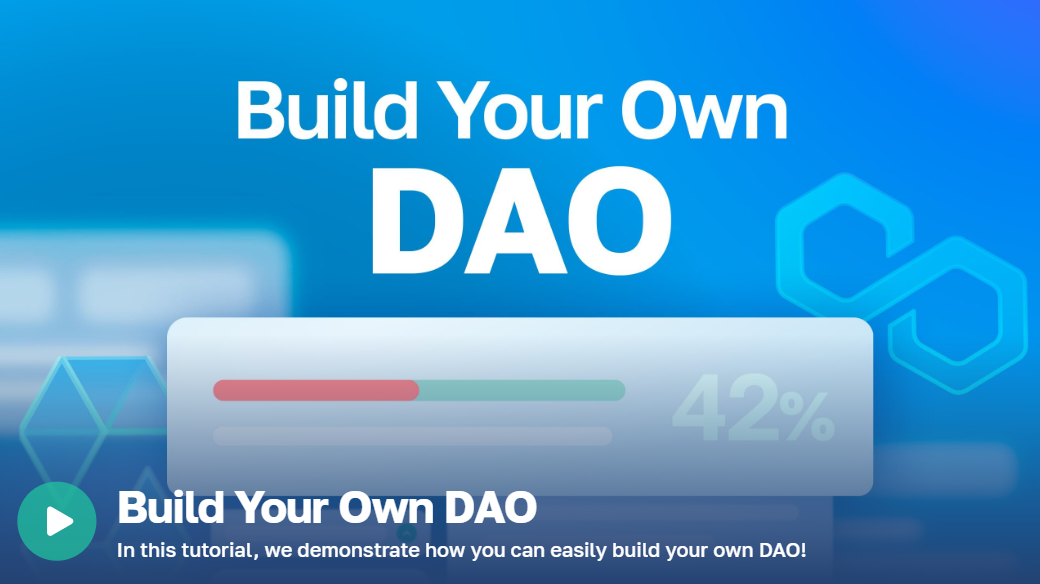 Build Your Own
DAO
42%
Build Your Own DAO
In this tutorial, we demonstrate how you can easily build your own DAO!